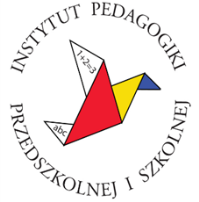 INSTYTUT PEDAGOGIKI
1+2=3
abc
PRZEDSZKOLNEJ I SZKOLNEJ